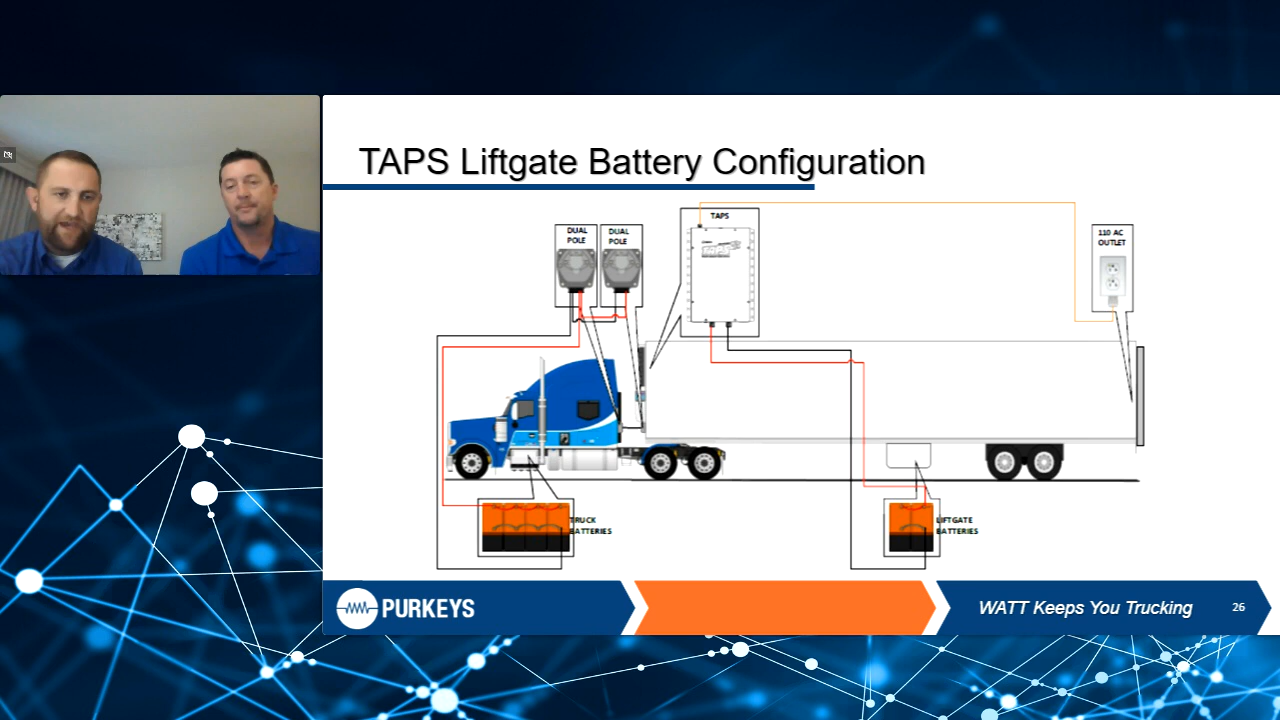 TAPS Liftgate Battery Configuration
DUAL
POLE
DUAL
POLE
TAPS
110 AC
OUTLET
TRUCK
BATTERIES
LIFTGATE
BATTERIES
PURKEYS
WATT Keeps You Trucking
26